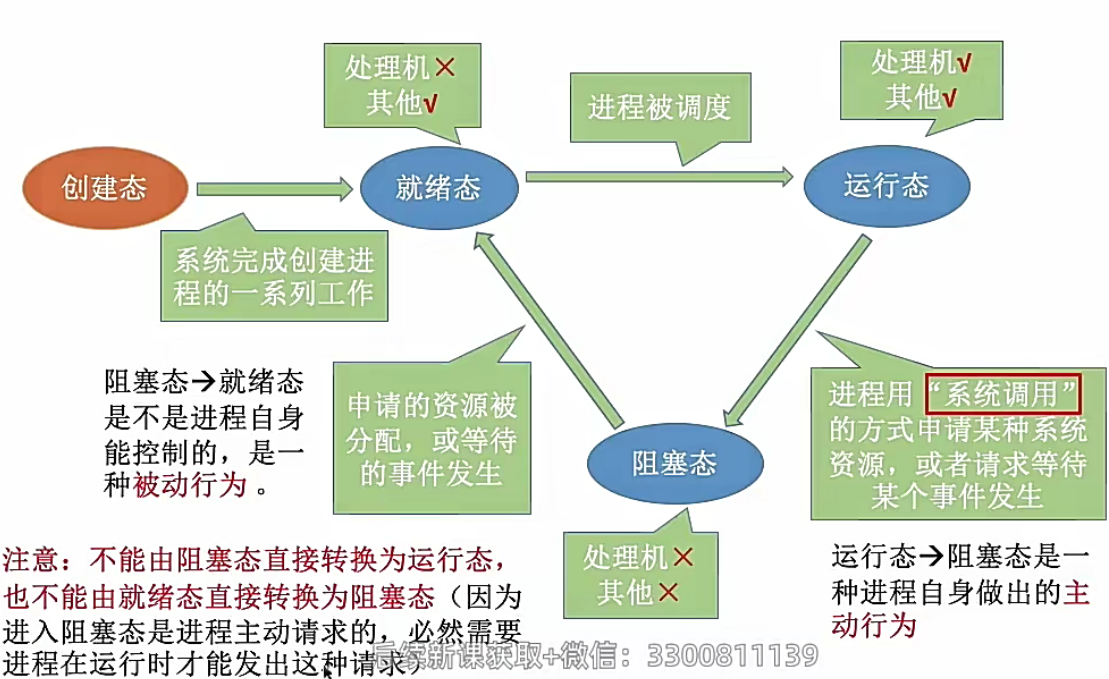 处理机×
其他√
进程被调度
处理机√
其他√
创建态
就绪态
运行态
系统完成创建进
程的一系列工作
阻塞态→就绪态
是不是进程自身
能控制的，是一
种被动行为。
申请的资源被
分配，或等待
的事件发生
阻塞态
进程用“系统调用”
的方式申请某种系统
资源，或者请求等待
某个事件发生
处理机×
其他×
运行态→阻塞态是一
种进程自身做出的主
动行为
注意：不能由阻塞态直接转换为运行态，
也不能由就绪态直接转换为阻塞态（因为
进入阻塞态是进程主动请求的，必然需要
进程在运行时才能发出这种请求）
后续新课获取+微信：3300811139